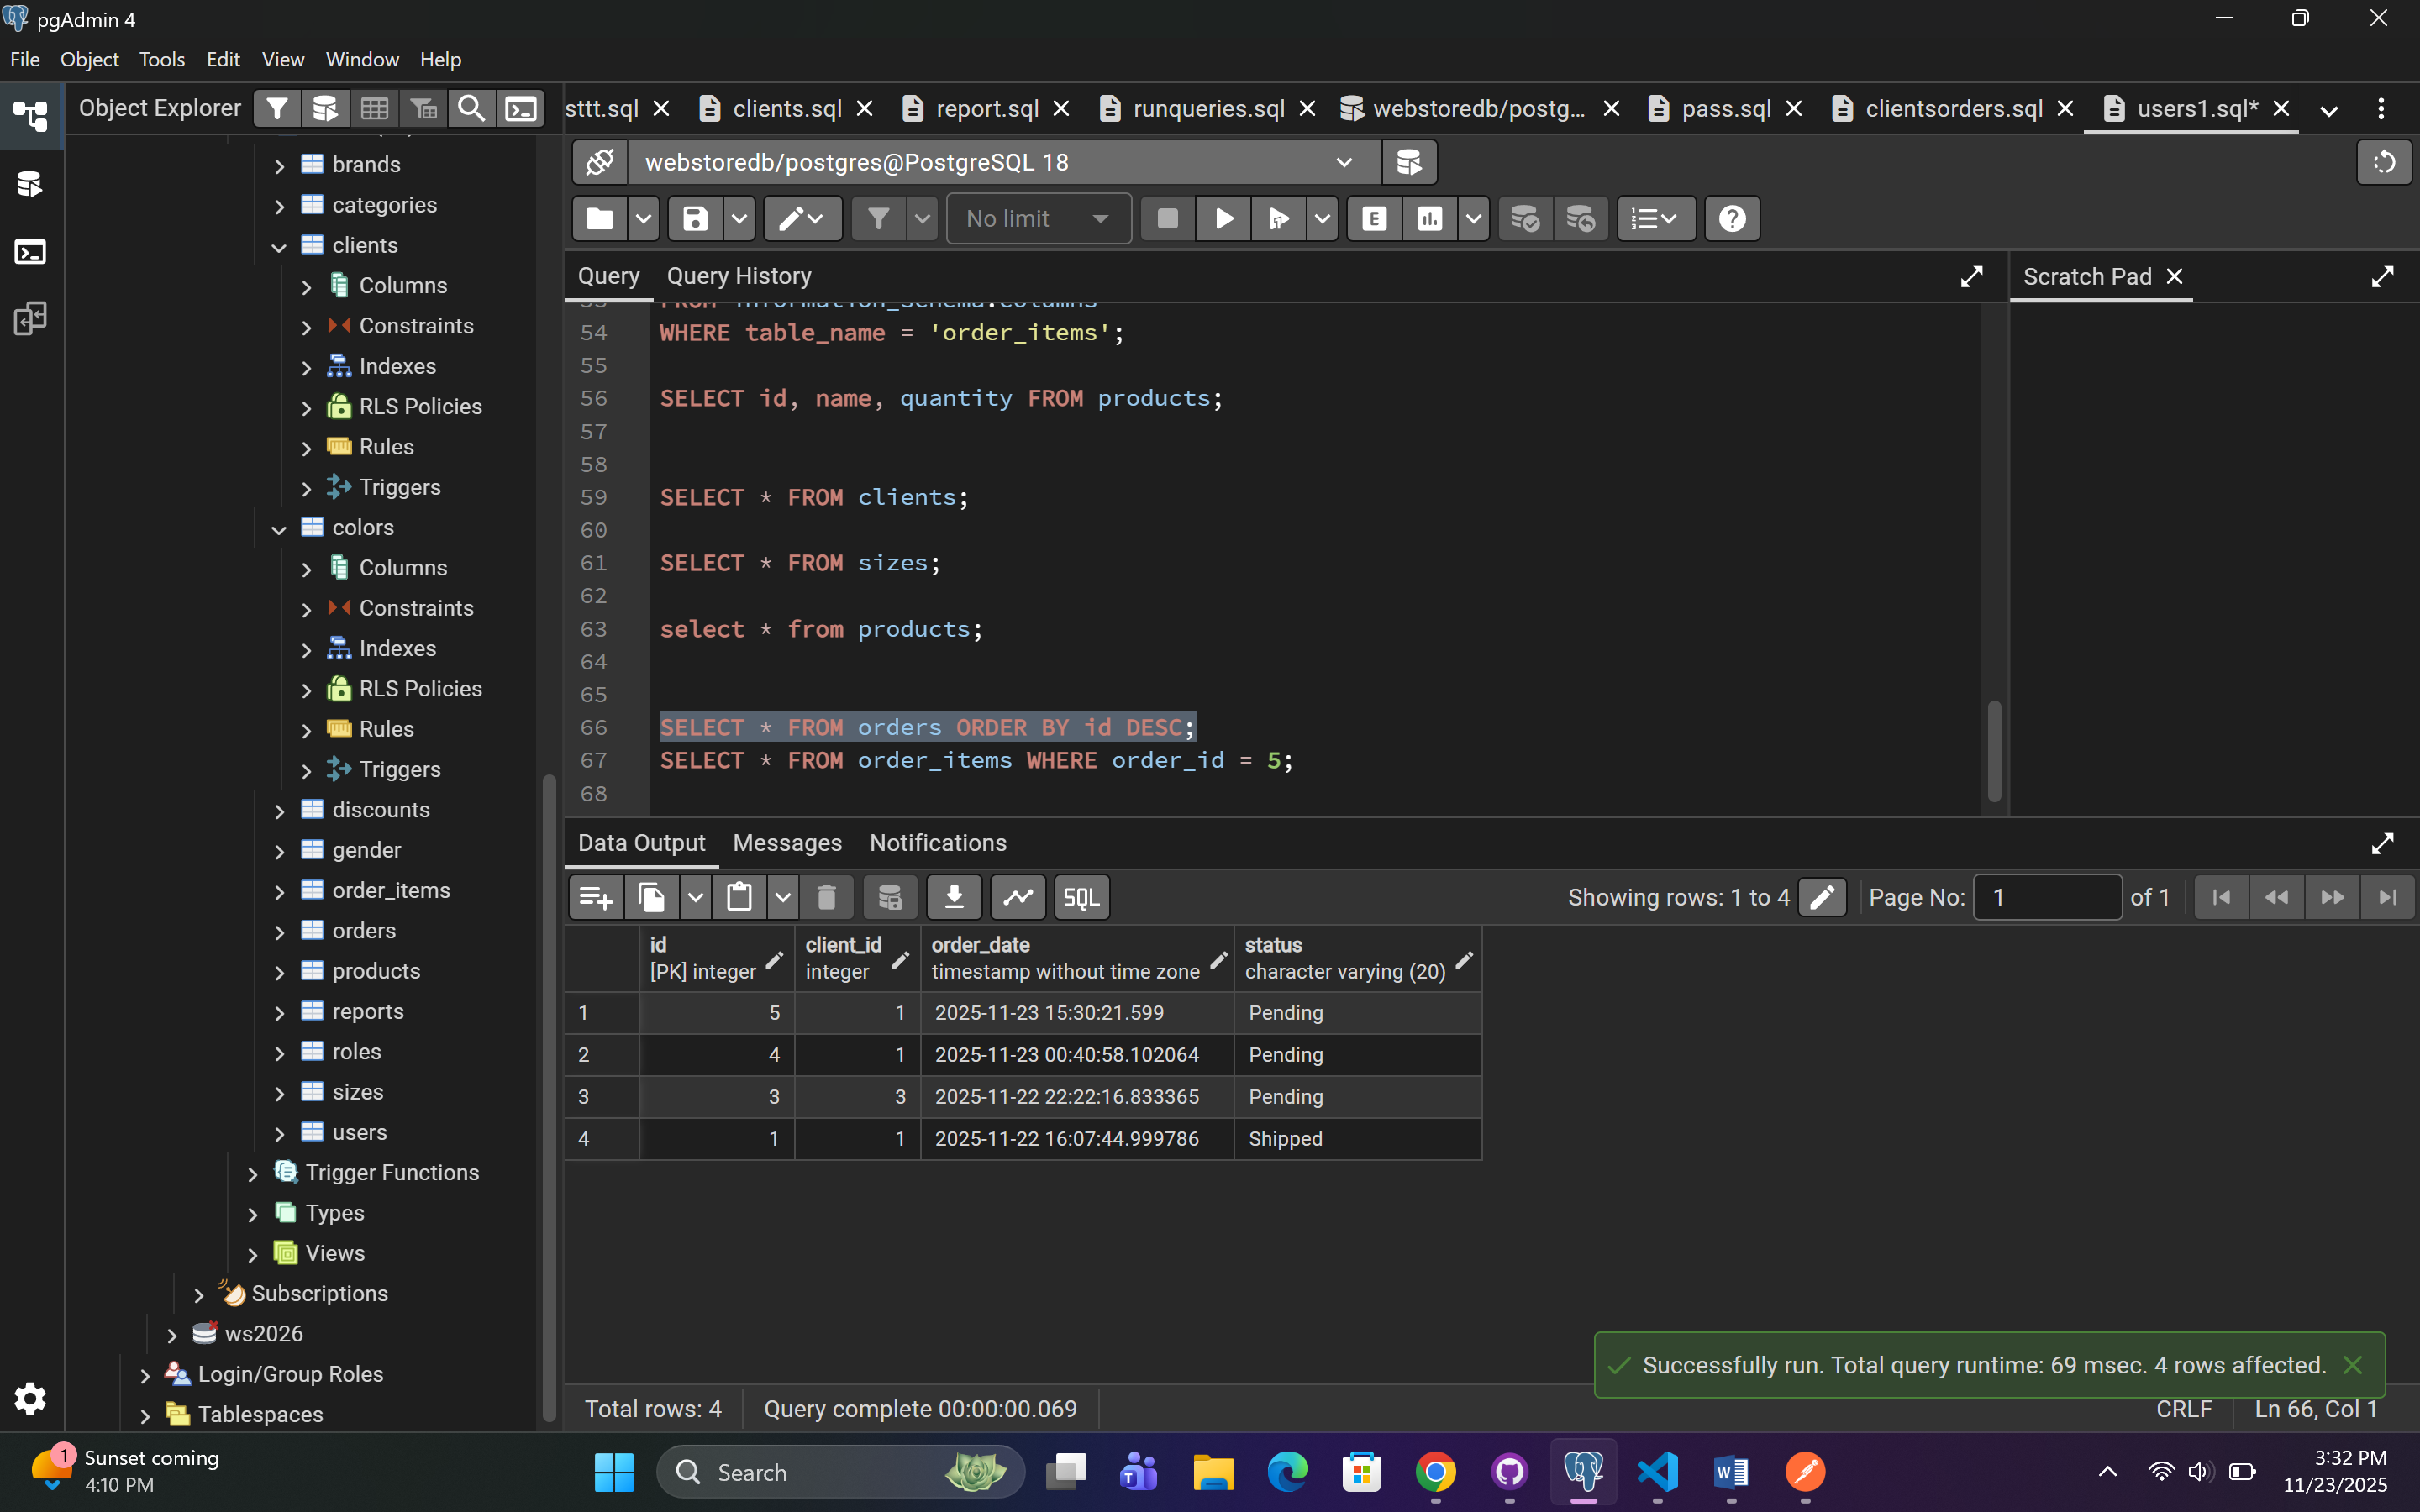 pgAdmin 4
File Object Tools Edit View Window Help
Object Explorer
sttt.sql clients.sql report.sql runqueries.sql webstoredb/postg... pass.sql clientsorders.sql users1.sql*
webstoredb/postgres@PostgreSQL 18
No limit
E
Query Query History
Scratch Pad
brands
categories
clients
Columns
Constraints
Indexes
RLS Policies
Rules
Triggers
colors
Columns
Constraints
Indexes
RLS Policies
Rules
Triggers
discounts
gender
order_items
orders
products
reports
roles
sizes
users
Trigger Functions
Types
Views
Subscriptions
ws2026
Login/Group Roles
Tablespaces
53 FROM information_schema.columns
54 WHERE table_name = 'order_items';
55
56 SELECT id, name, quantity FROM products;
57
58
59 SELECT * FROM clients;
60
61 SELECT * FROM sizes;
62
63 select * from products;
64
65
66 SELECT * FROM orders ORDER BY id DESC;
67 SELECT * FROM order_items WHERE order_id = 5;
68
Data Output Messages Notifications
SQL
Showing rows: 1 to 4 Page No: 1 of 1
id client_id order_date status
[PK] integer integer timestamp without time zone character varying (20)
1 5 1 2025-11-23 15:30:21.599 Pending
2 4 1 2025-11-23 00:40:58.102064 Pending
3 3 3 2025-11-22 22:22:16.833365 Pending
4 1 1 2025-11-22 16:07:44.999786 Shipped
Successfully run. Total query runtime: 69 msec. 4 rows affected.
Total rows: 4 Query complete 00:00:00.069 CRLF Ln 66, Col 1
1
Sunset coming
4:10 PM
Search
3:32 PM
11/23/2025